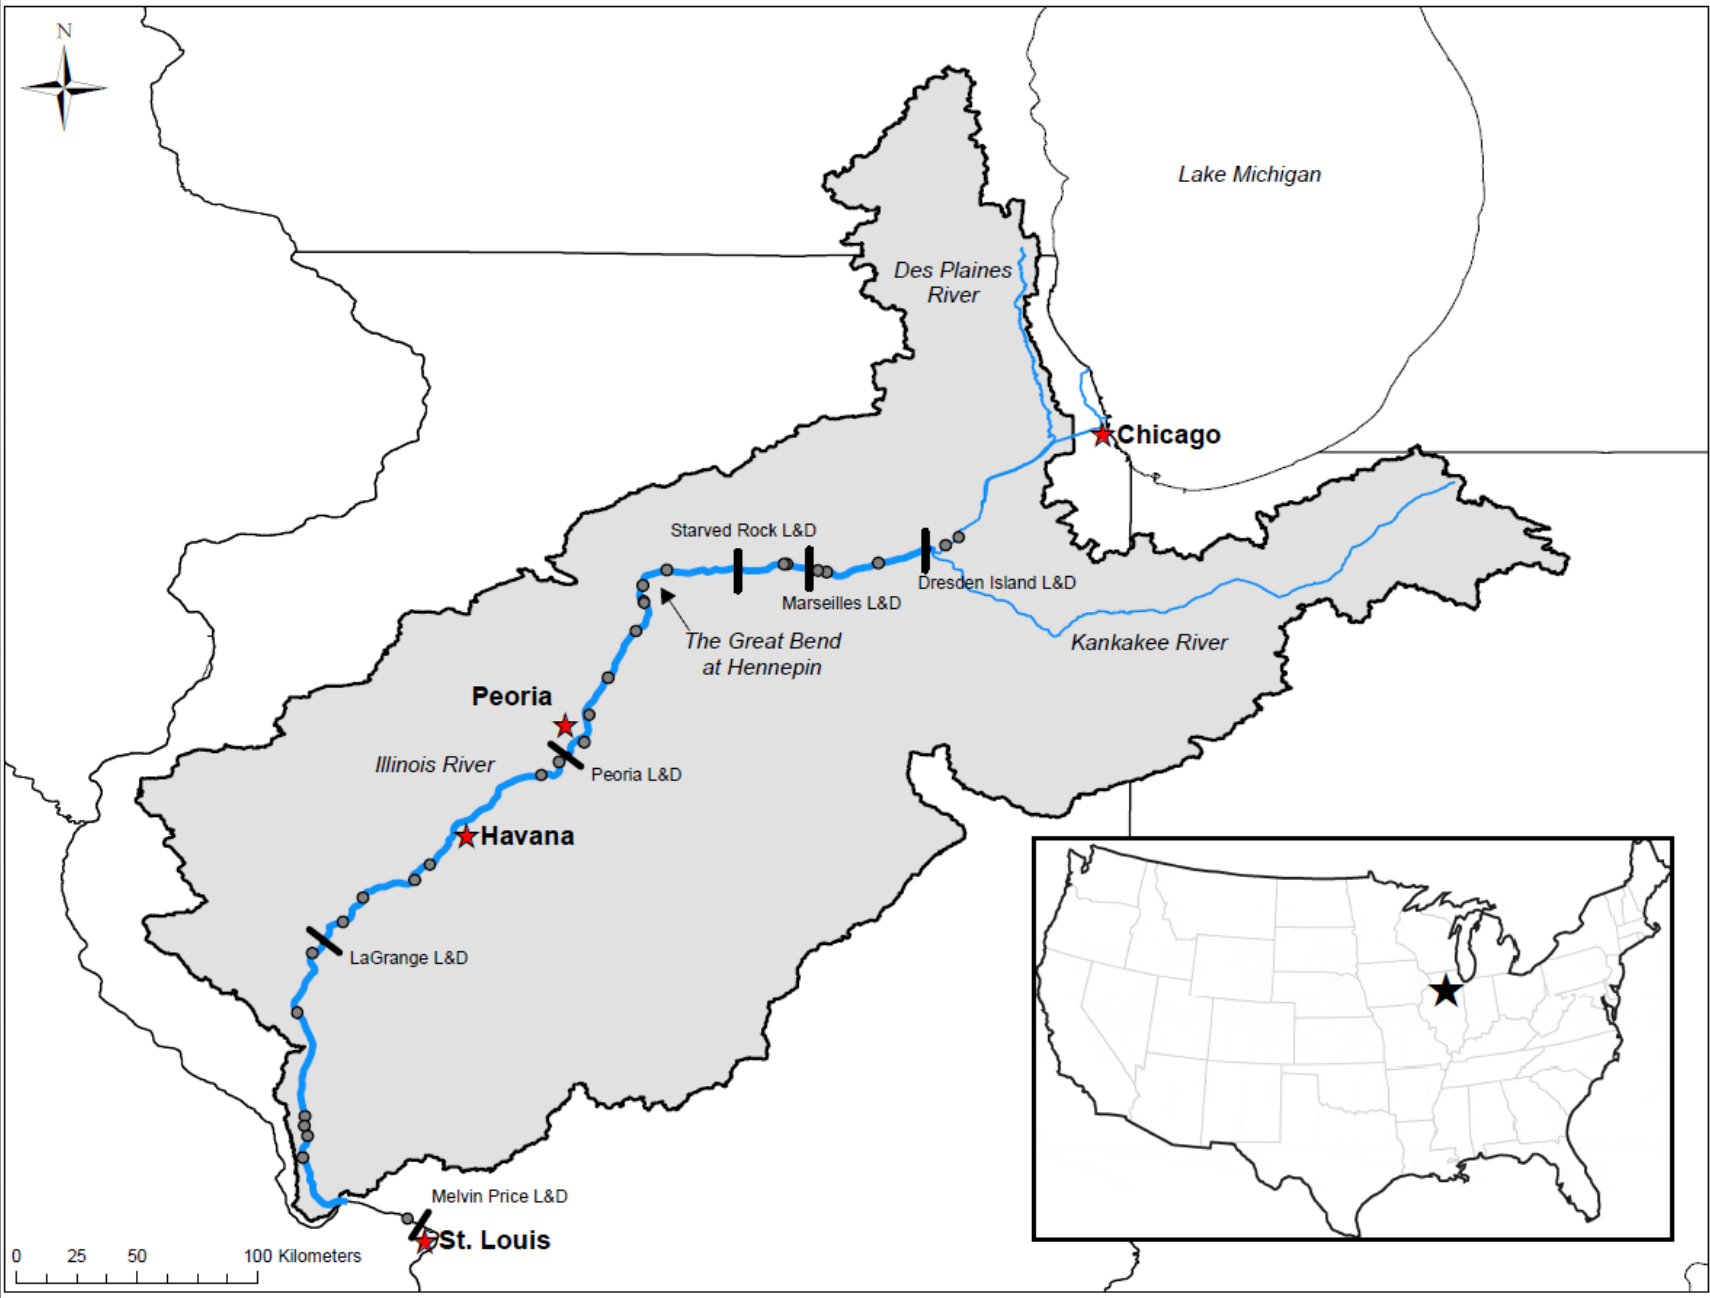 N
Lake Michigan
Des Plaines
River
Chicago
Starved Rock L&D
Dresden Island L&D
Marseilles L&D
The Great Bend
at Hennepin
Kankakee River
Peoria
Illinois River
Peoria L&D
Havana
LaGrange L&D
Melvin Price L&D
St. Louis
0 25 50 100 Kilometers